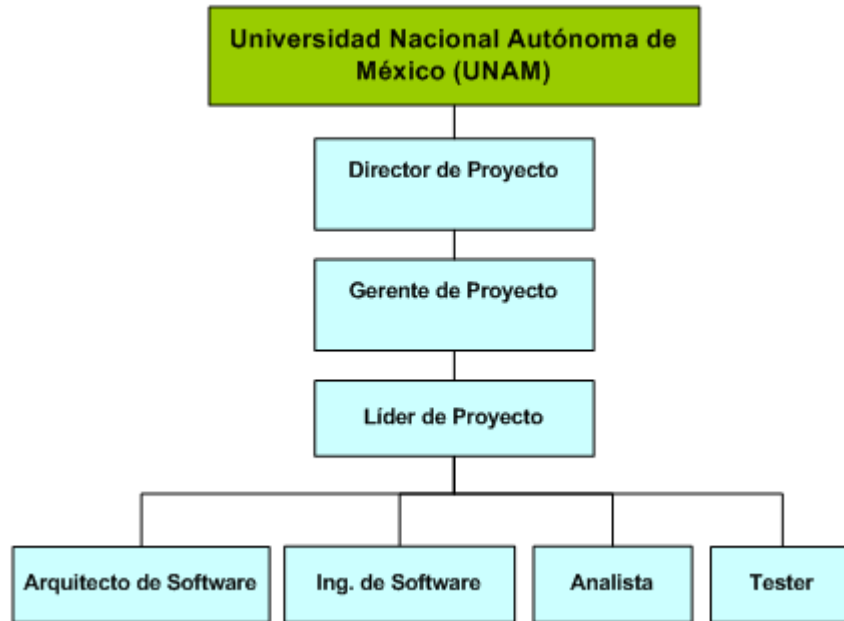 Universidad Nacional Autónoma de
México (UNAM)
Director de Proyecto
Gerente de Proyecto
Líder de Proyecto
Arquitecto de Software
Ing. de Software
Analista
Tester